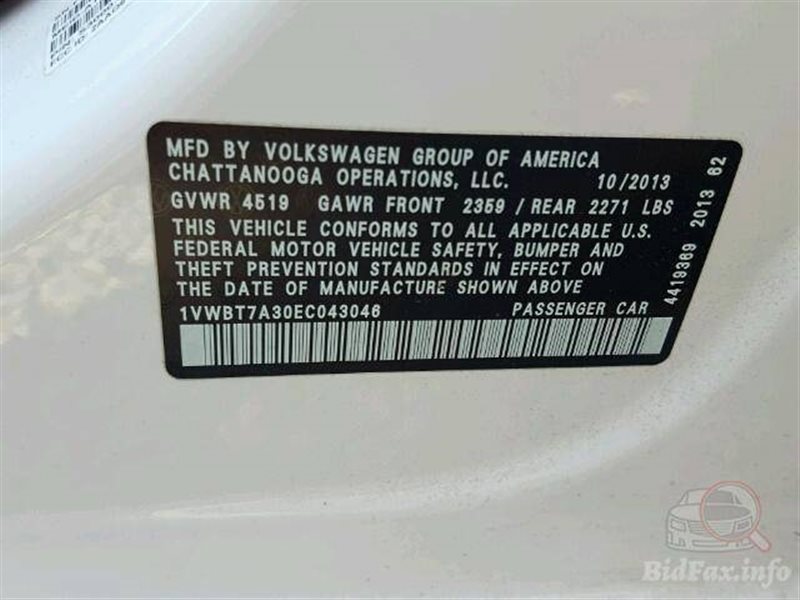 MFD BY VOLKSWAGEN GROUP OF AMERICA
CHATTANOOGA OPERATIONS, LLC. 10/2013
GVWR 4519 GAWR FRONT 2359 / REAR 2271 LBS
THIS VEHICLE CONFORMS TO ALL APPLICABLE U.S.
FEDERAL MOTOR VEHICLE SAFETY, BUMPER AND
THEFT PREVENTION STANDARDS IN EFFECT ON
THE DATE OF MANUFACTURE SHOWN ABOVE
1VWBT7A30EC043046 PASSENGER CAR
4419369 2013 62
BidFax.info